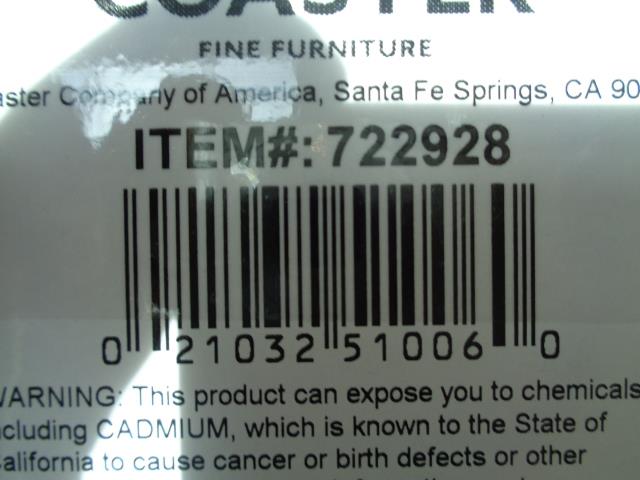 COASTER
FINE FURNITURE
aster Company of America, Santa Fe Springs, CA 90
ITEM#: 722928
0 21032 51006 0
WARNING: This product can expose you to chemicals
including CADMIUM, which is known to the State of
California to cause cancer or birth defects or other